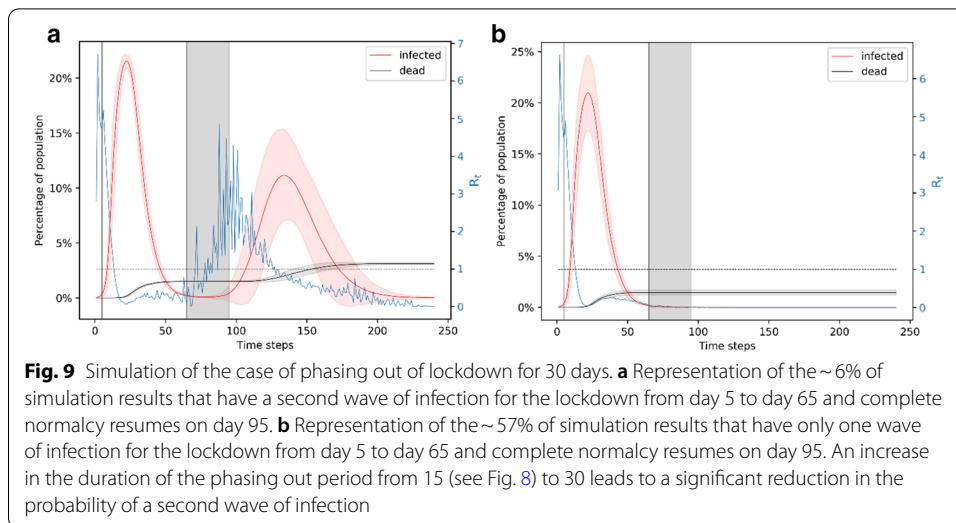 a
infected
dead
20%
15%
10%
5%
0%
Percentage of population
7
6
5
4
3
2
1
0
Rt
0 50 100 150 200 250
Time steps
b
infected
dead
25%
20%
15%
10%
5%
0%
Percentage of population
6
5
4
3
2
1
0
Rt
0 50 100 150 200 250
Time steps
Fig. 9 Simulation of the case of phasing out of lockdown for 30 days. a Representation of the ~ 6% of
simulation results that have a second wave of infection for the lockdown from day 5 to day 65 and complete
normalcy resumes on day 95. b Representation of the ~ 57% of simulation results that have only one wave
of infection for the lockdown from day 5 to day 65 and complete normalcy resumes on day 95. An increase
in the duration of the phasing out period from 15 (see Fig. 8) to 30 leads to a significant reduction in the
probability of a second wave of infection